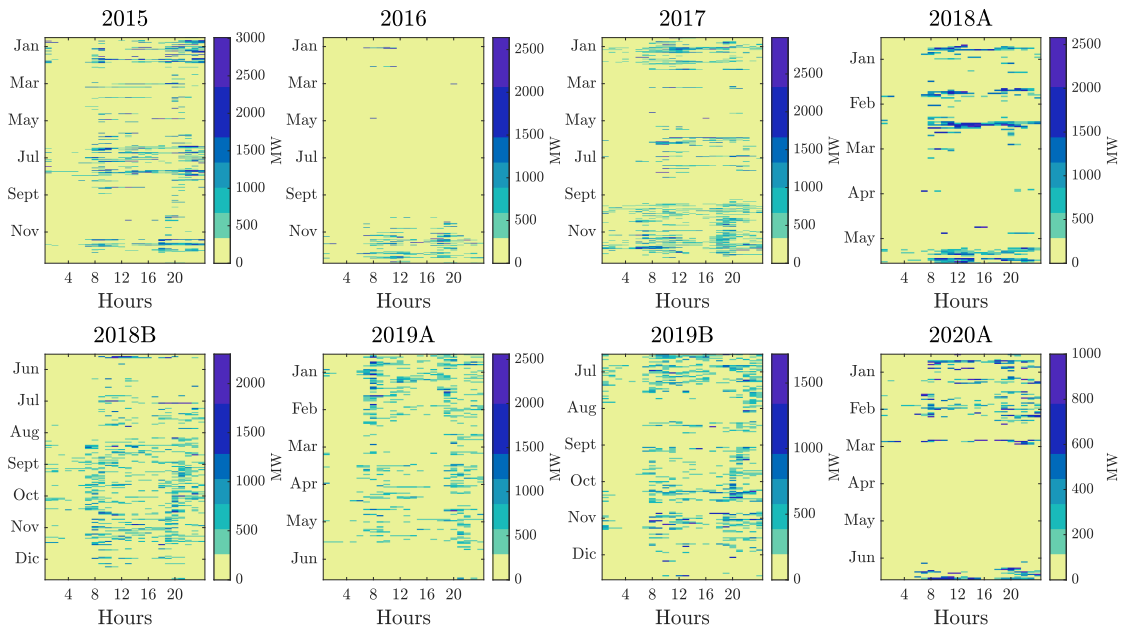 2015
Jan
Mar
May
Jul
Sept
Nov
4 8 12 16 20
Hours
3000
2500
2000
1500
1000
500
0
MW
2016
Jan
Mar
May
Jul
Sept
Nov
4 8 12 16 20
Hours
2500
2000
1500
1000
500
0
MW
2017
Jan
Mar
May
Jul
Sept
Nov
4 8 12 16 20
Hours
2500
2000
1500
1000
500
0
MW
2018A
Jan
Feb
Mar
Apr
May
4 8 12 16 20
Hours
2500
2000
1500
1000
500
0
MW
2018B
Jun
Jul
Aug
Sept
Oct
Nov
Dic
4 8 12 16 20
Hours
2000
1500
1000
500
0
MW
2019A
Jan
Feb
Mar
Apr
May
Jun
4 8 12 16 20
Hours
2500
2000
1500
1000
500
0
MW
2019B
Jul
Aug
Sept
Oct
Nov
Dic
4 8 12 16 20
Hours
1500
1000
500
0
MW
2020A
Jan
Feb
Mar
Apr
May
Jun
4 8 12 16 20
Hours
1000
800
600
400
200
0
MW